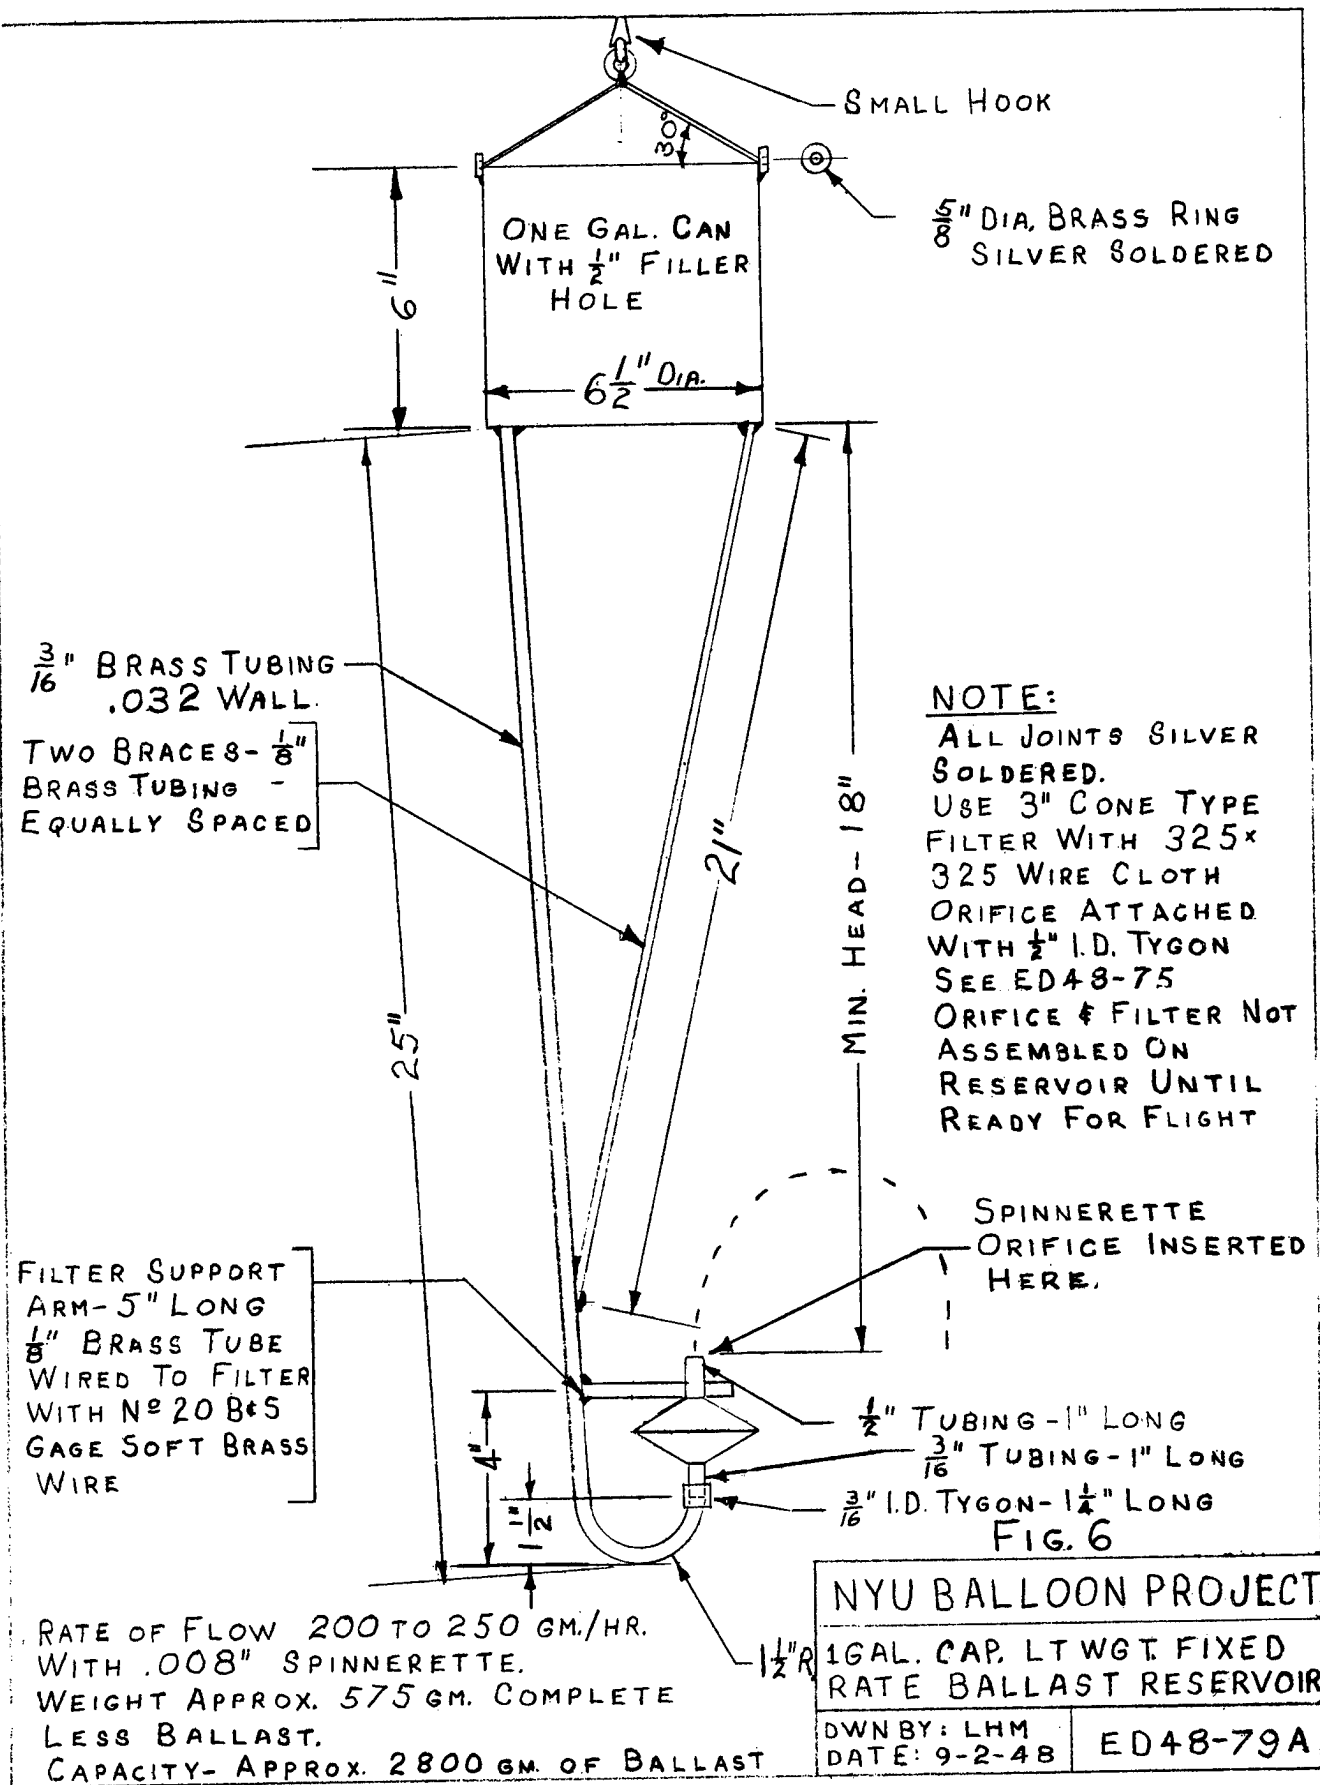 SMALL HOOK
30°
5/8" DIA. BRASS RING
SILVER SOLDERED
ONE GAL. CAN
WITH 1/2" FILLER
HOLE
6"
6 1/2" DIA.
3/16" BRASS TUBING
.032 WALL.
TWO BRACES- 1/8"
BRASS TUBING -
EQUALLY SPACED
21"
MIN. HEAD- 18"
25"
NOTE:
ALL JOINTS SILVER
SOLDERED.
USE 3" CONE TYPE
FILTER WITH 325x
325 WIRE CLOTH
ORIFICE ATTACHED
WITH 1/2" I.D. TYGON
SEE ED48-75
ORIFICE & FILTER NOT
ASSEMBLED ON
RESERVOIR UNTIL
READY FOR FLIGHT
SPINNERETTE
ORIFICE INSERTED
HERE.
FILTER SUPPORT
ARM- 5" LONG
1/8" BRASS TUBE
WIRED TO FILTER
WITH Nº 20 B&S
GAGE SOFT BRASS
WIRE
4"
1 1/2"
1/2" TUBING - 1" LONG
3/16" TUBING - 1" LONG
3/16" I.D. TYGON- 1 1/4" LONG
FIG. 6
1 1/2" R
RATE OF FLOW 200 TO 250 GM./HR.
WITH .008" SPINNERETTE.
WEIGHT APPROX. 575 GM. COMPLETE
LESS BALLAST.
CAPACITY- APPROX. 2800 GM. OF BALLAST
NYU BALLOON PROJECT
1 GAL. CAP. LT WGT. FIXED
RATE BALLAST RESERVOIR
DWN BY: LHM
DATE: 9-2-48
ED48-79A